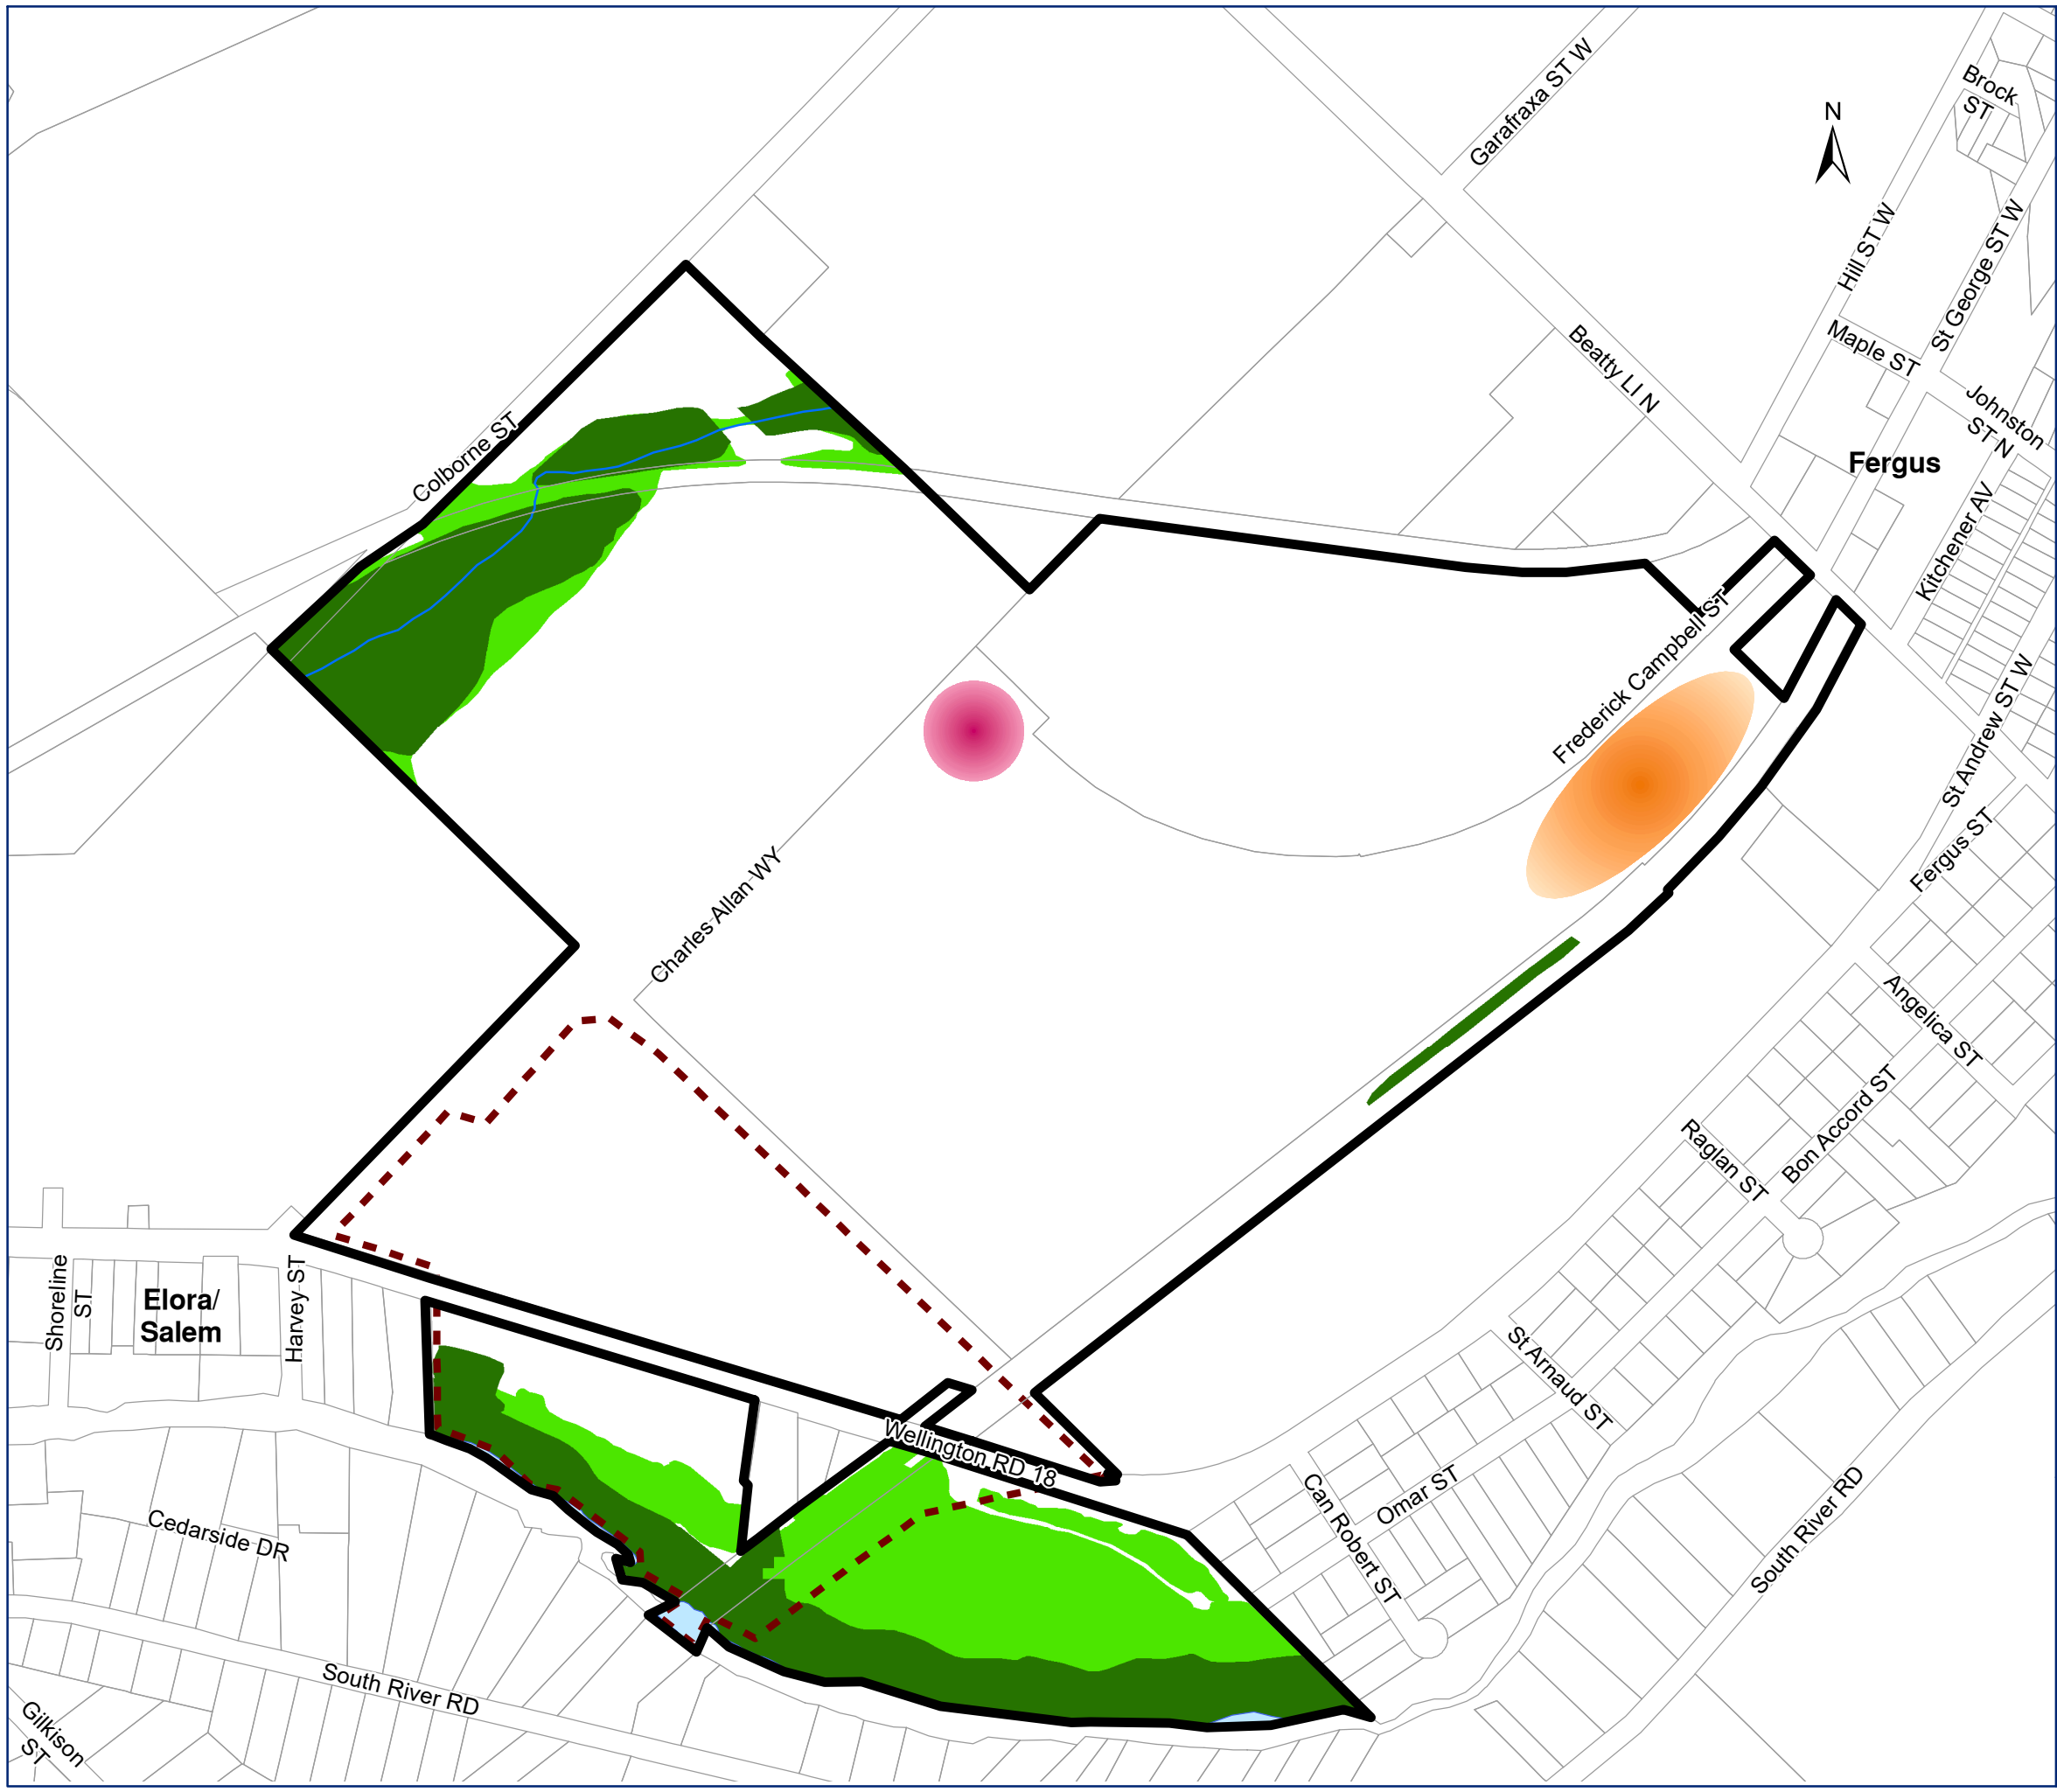 Garafraxa ST W
Brock
ST
N
Hill ST W
St George ST W
Maple ST
Beatty LI N
Johnston
ST N
Colborne ST
Fergus
Kitchener AV
Frederick Campbell ST
St Andrew ST W
Fergus ST
Charles Allan WY
Angelica ST
Bon Accord ST
Raglan ST
Shoreline
ST
Elora/
Salem
Harvey ST
St Arnaud ST
Wellington RD 18
Omar ST
Can Robert ST
South River RD
Cedarside DR
South River RD
Gilkison
ST